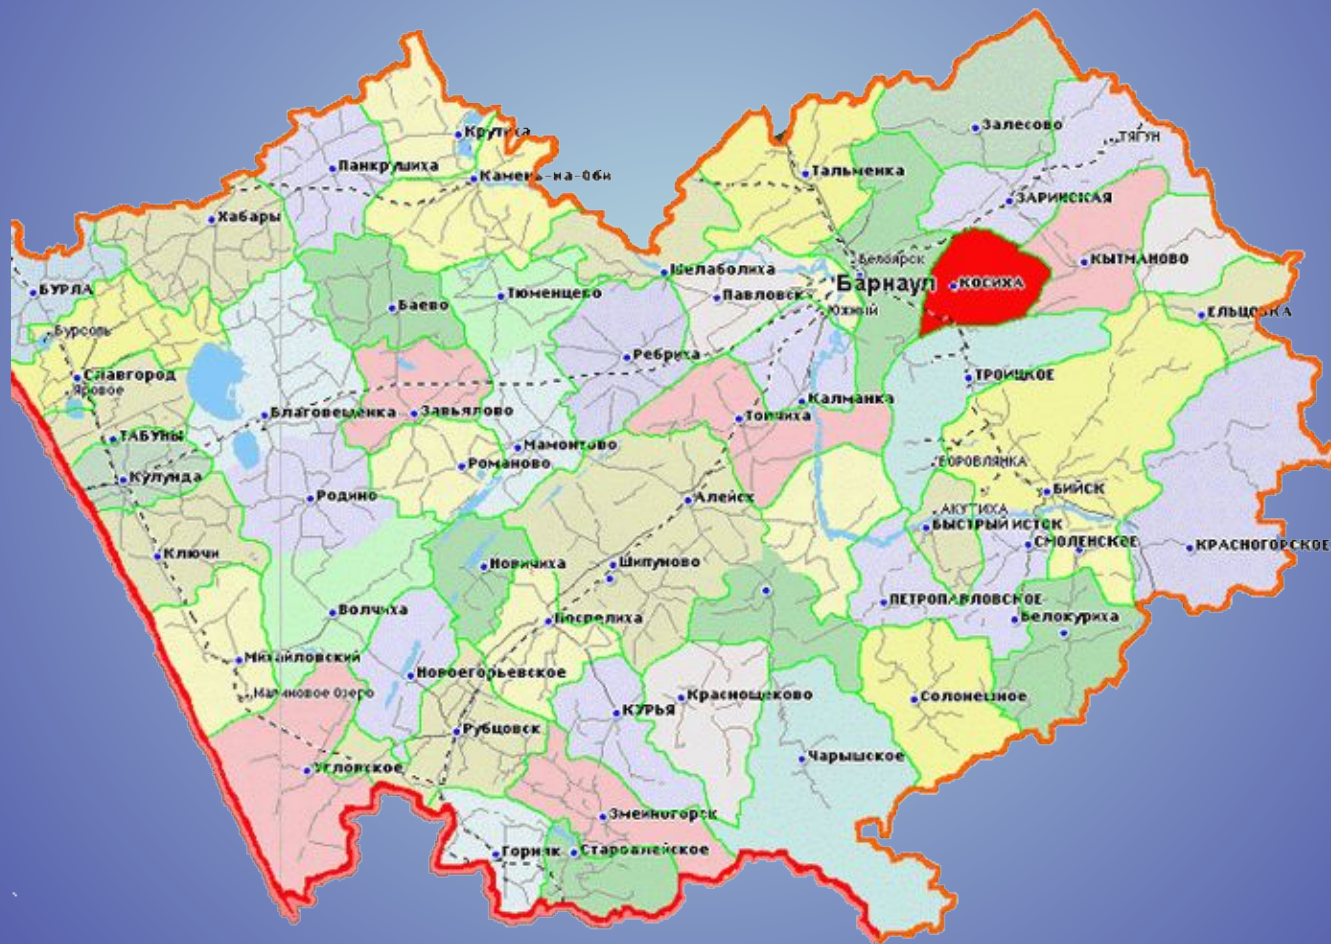 Крутиха
Залесово
ТЯГУН
Панкрушиха
Камень-на-Оби
Тальменка
ЗАРИНСКАЯ
Хабары
Белоярск
КЫТМАНОВО
Шелаболиха
БУРЛА
Баево
Тюменцево
Павловск
Барнаул
КОСИХА
Южный
ЕЛЬЦОВКА
Бурсоль
Ребриха
Славгород
Яровое
ТРОИЦКОЕ
Благовещенка
Завьялово
Топчиха
Калманка
ТАБУНЫ
Мамонтово
Романово
БОРОВЛЯНКА
Кулунда
Родино
Алейск
БИЙСК
АКУТИХА
БЫСТРЫЙ ИСТОК
СМОЛЕНСКОЕ
КРАСНОГОРСКОЕ
Ключи
Новичиха
Шипуново
Волчиха
Поспелиха
ПЕТРОПАВЛОВСКОЕ
Белокуриха
Михайловский
Малиновое Озеро
Новоегорьевское
Краснощеково
Солонешное
КУРЬЯ
Рубцовск
Угловское
Чарышское
Змеиногорск
Горняк
Староалейское